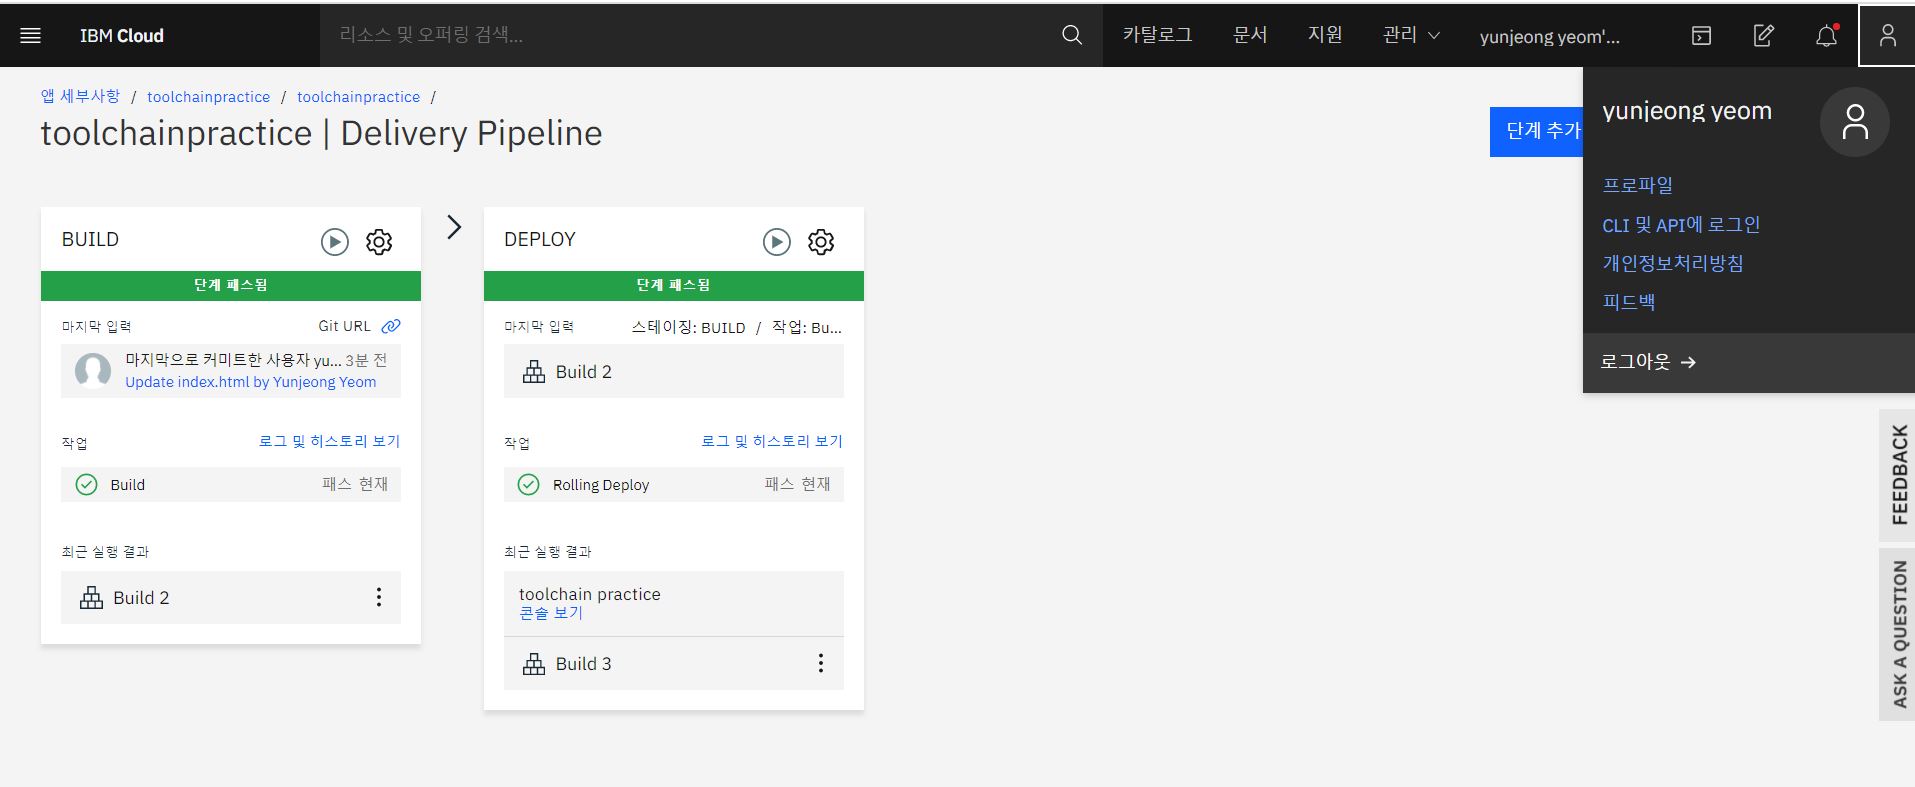 IBM Cloud
리소스 및 오퍼링 검색...
카탈로그
문서
지원
관리
yunjeong yeom'...
앱 세부사항 / toolchainpractice / toolchainpractice /
toolchainpractice | Delivery Pipeline
단계 추가
yunjeong yeom
프로파일
CLI 및 API에 로그인
개인정보처리방침
피드백
로그아웃 →
BUILD
단계 패스됨
마지막 입력
Git URL
마지막으로 커미트한 사용자 yu... 3분 전
Update index.html by Yunjeong Yeom
작업
로그 및 히스토리 보기
Build
패스 현재
최근 실행 결과
Build 2
DEPLOY
단계 패스됨
마지막 입력
스테이징: BUILD / 작업: Bu...
Build 2
작업
로그 및 히스토리 보기
Rolling Deploy
패스 현재
최근 실행 결과
toolchain practice
콘솔 보기
Build 3
FEEDBACK
ASK A QUESTION